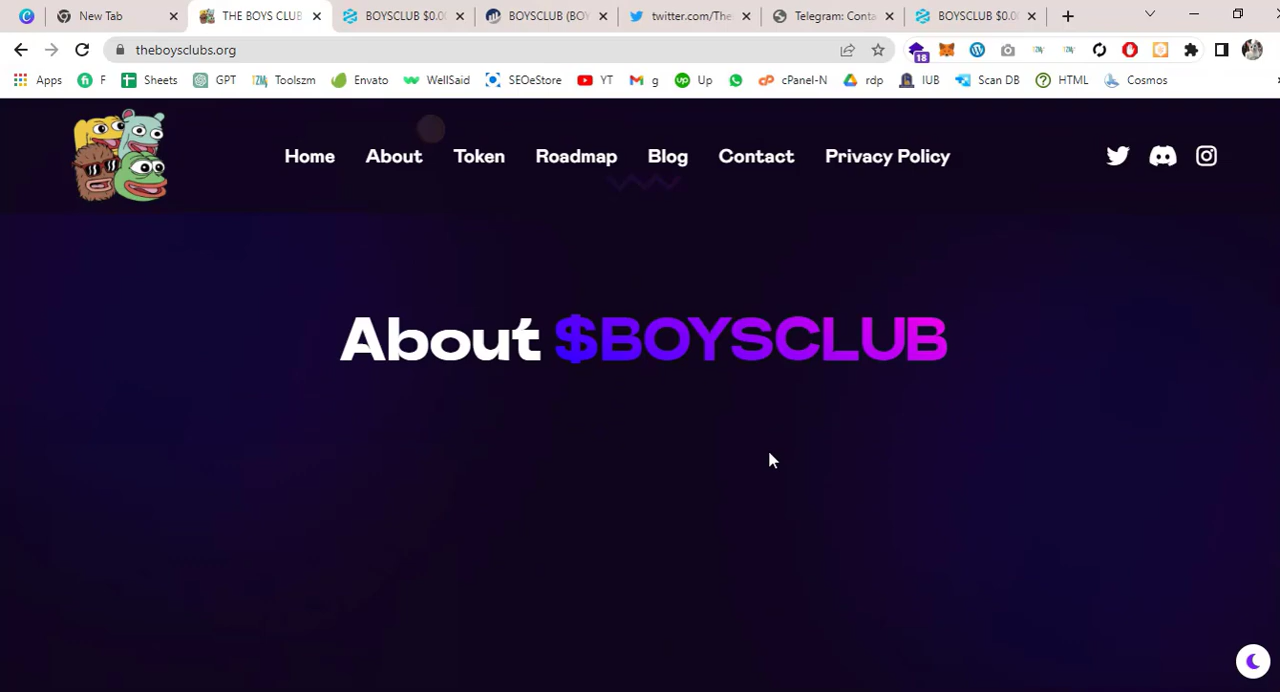 New Tab
THE BOYS CLUB
BOYSCLUB $0.0
BOYSCLUB (BOY
twitter.com/The
Telegram: Conta
BOYSCLUB $0.0
theboysclubs.org
18
Apps
F
Sheets
GPT
Toolszm
Envato
WellSaid
SEOeStore
YT
g
Up
cPanel-N
rdp
IUB
Scan DB
HTML
Cosmos
Home
About
Token
Roadmap
Blog
Contact
Privacy Policy
About $BOYSCLUB